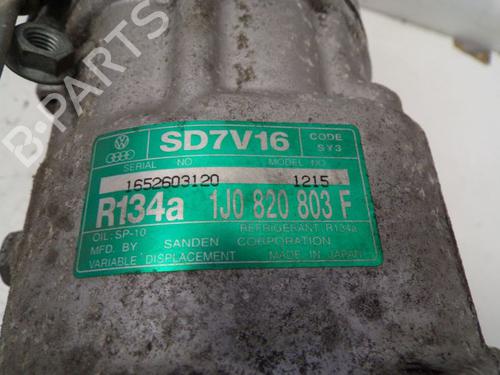 SD7V16
CODE
SY3
SERIAL NO
MODEL NO
1652603120
1215
R134a
1J0 820 803 F
OIL:SP-10
REFRIGERANT R134a
MFD. BY SANDEN CORPORATION
VARIABLE DISPLACEMENT
MADE IN JAPAN
B-PARTS